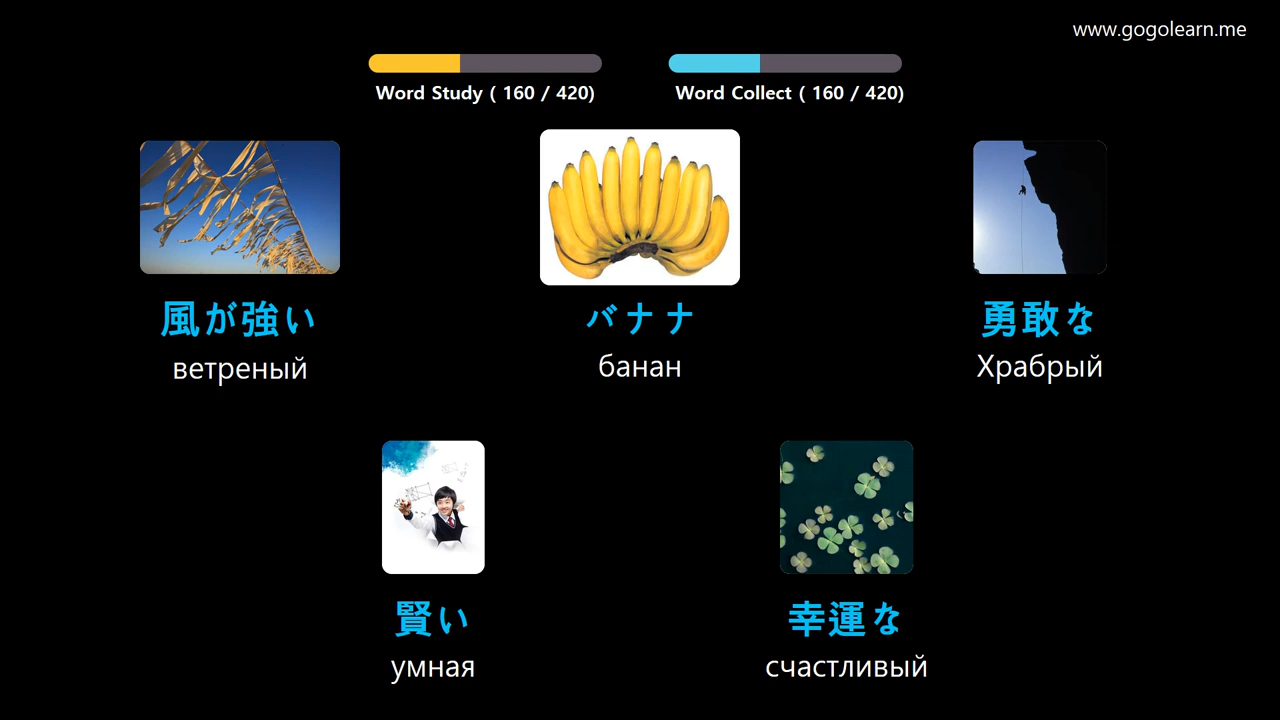 www.gogolearn.me
Word Study ( 160 / 420)
Word Collect ( 160 / 420)
風が強い
ветреный
バナナ
банан
勇敢な
Храбрый
賢い
умная
幸運な
счастливый